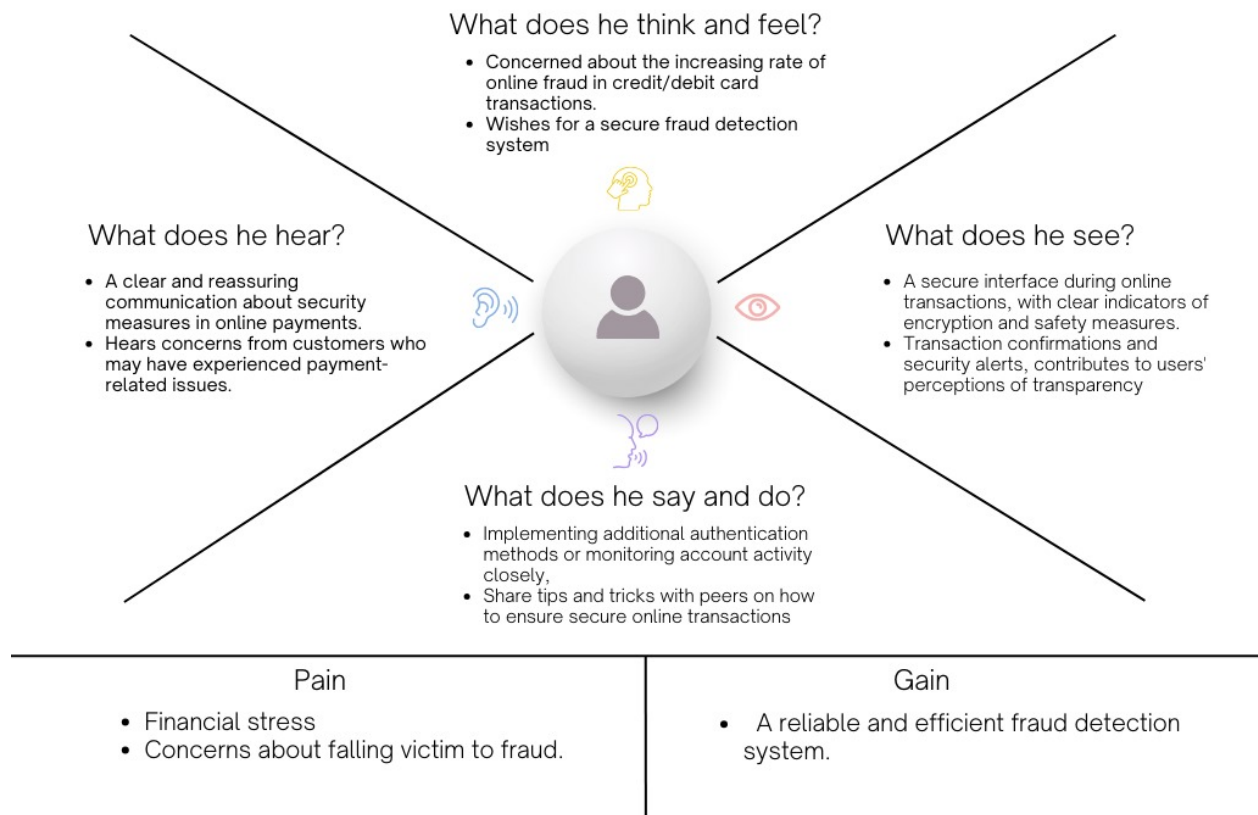 What does he think and feel?
• Concerned about the increasing rate of
online fraud in credit/debit card
transactions.
• Wishes for a secure fraud detection
system
What does he hear?
• A clear and reassuring
communication about security
measures in online payments.
• Hears concerns from customers who
may have experienced payment-
related issues.
What does he see?
• A secure interface during online
transactions, with clear indicators of
encryption and safety measures.
• Transaction confirmations and
security alerts, contributes to users'
perceptions of transparency
What does he say and do?
• Implementing additional authentication
methods or monitoring account activity
closely,
• Share tips and tricks with peers on how
to ensure secure online transactions
Pain
• Financial stress
• Concerns about falling victim to fraud.
Gain
• A reliable and efficient fraud detection
system.